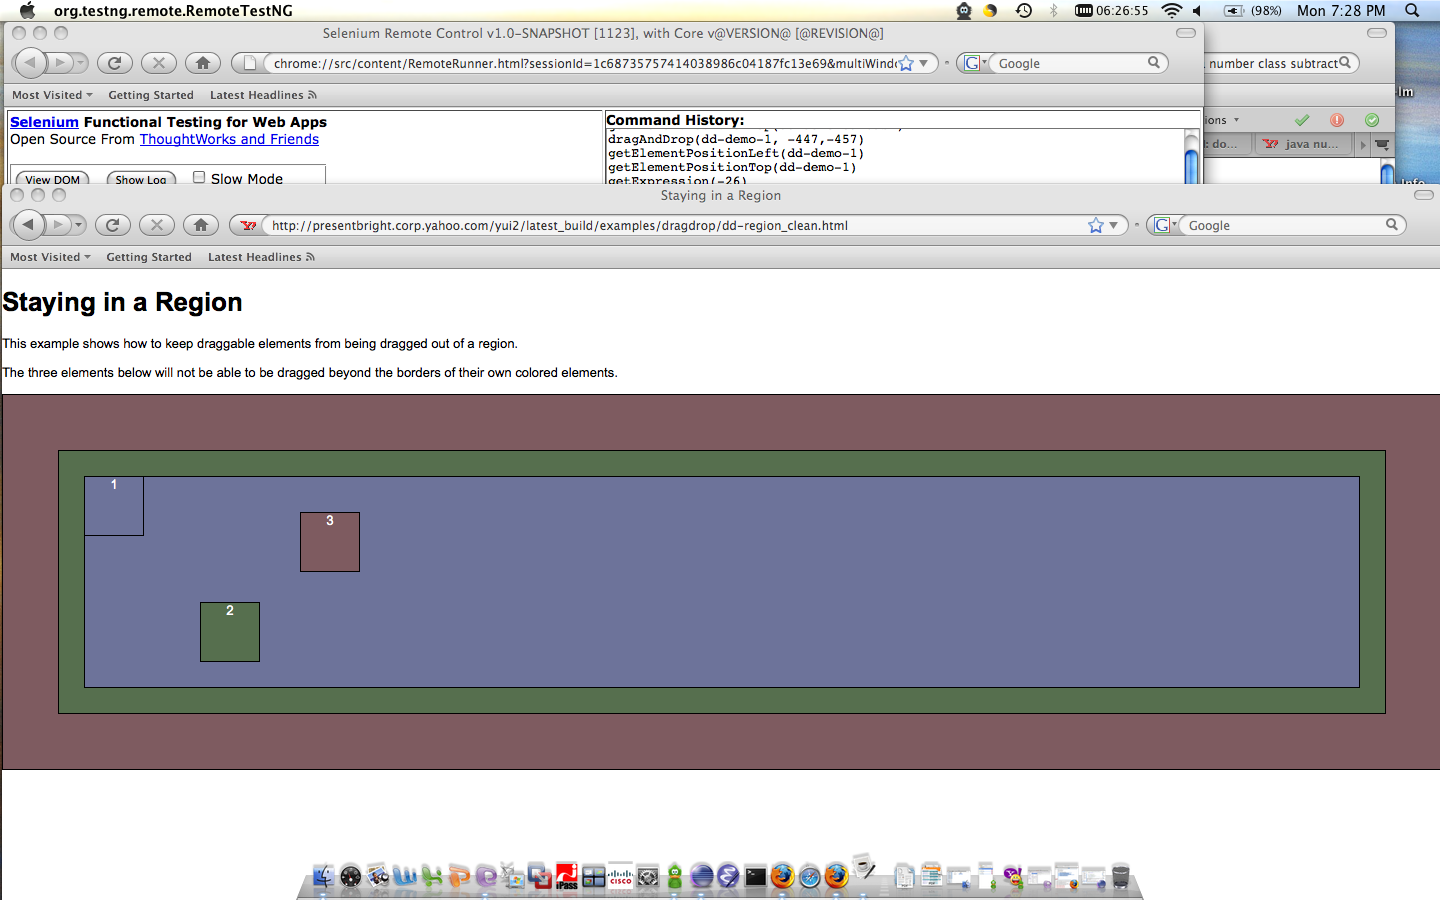 org.testng.remote.RemoteTestNG
06:26:55
(98%)
Mon 7:28 PM
Selenium Remote Control v1.0-SNAPSHOT [1123], with Core v@VERSION@ [@REVISION@]
chrome://src/content/RemoteRunner.html?sessionId=1c68735757414038986c04187fc13e69&multiWind
Google
number class subtract
Most Visited
Getting Started
Latest Headlines
Selenium Functional Testing for Web Apps
Open Source From ThoughtWorks and Friends
View DOM
Show Log
Slow Mode
Command History:
dragAndDrop(dd-demo-1, -447,-457)
getElementPositionLeft(dd-demo-1)
getElementPositionTop(dd-demo-1)
getExpression(-26)
ions
: do...
java nu...
Staying in a Region
http://presentbright.corp.yahoo.com/yui2/latest_build/examples/dragdrop/dd-region_clean.html
Google
Most Visited
Getting Started
Latest Headlines
Staying in a Region
This example shows how to keep draggable elements from being dragged out of a region.
The three elements below will not be able to be dragged beyond the borders of their own colored elements.
1
3
2
iPass
CISCO